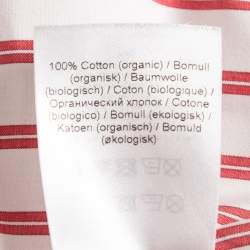 100% Cotton (organic) / Bomull
(organisk) / Baumwolle
(biologisch) / Coton (biologique) /
Органический хлопок / Cotone
(biologico) / Bomull (ekologisk) /
Katoen (organisch) / Bomuld
(økologisk)